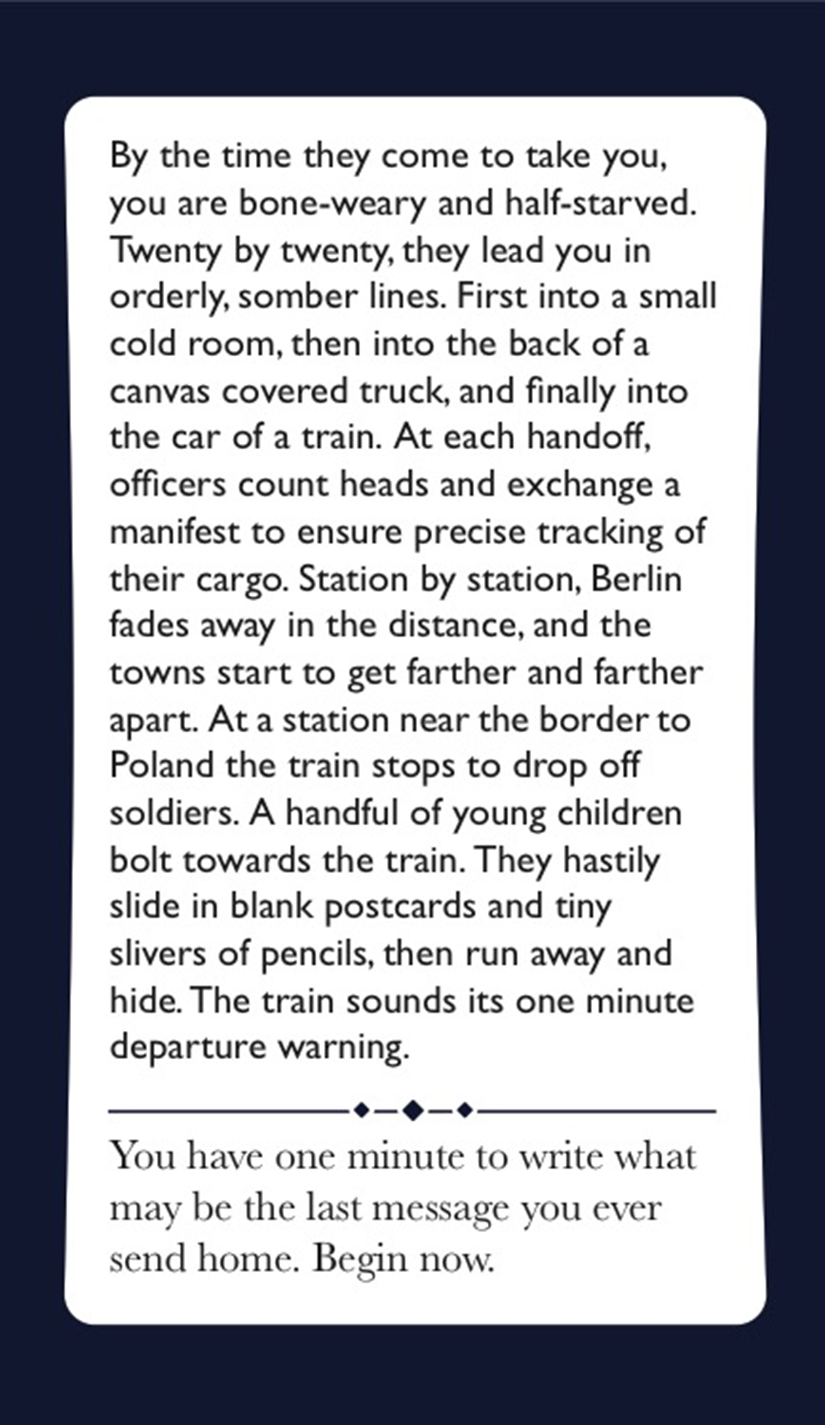 By the time they come to take you,
you are bone-weary and half-starved.
Twenty by twenty, they lead you in
orderly, somber lines. First into a small
cold room, then into the back of a
canvas covered truck, and finally into
the car of a train. At each handoff,
officers count heads and exchange a
manifest to ensure precise tracking of
their cargo. Station by station, Berlin
fades away in the distance, and the
towns start to get farther and farther
apart. At a station near the border to
Poland the train stops to drop off
soldiers. A handful of young children
bolt towards the train. They hastily
slide in blank postcards and tiny
slivers of pencils, then run away and
hide. The train sounds its one minute
departure warning.
You have one minute to write what
may be the last message you ever
send home. Begin now.